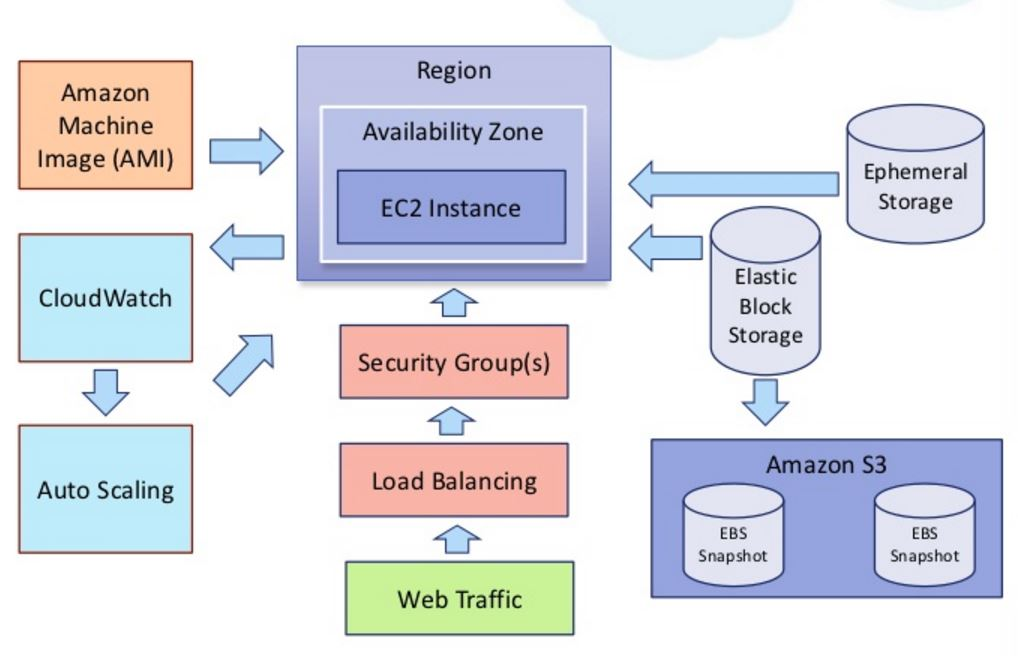 Amazon
Machine
Image (AMI)
Region
Availability Zone
EC2 Instance
Ephemeral
Storage
Elastic
Block
Storage
CloudWatch
Security Group(s)
Auto Scaling
Load Balancing
Web Traffic
Amazon S3
EBS
Snapshot
EBS
Snapshot